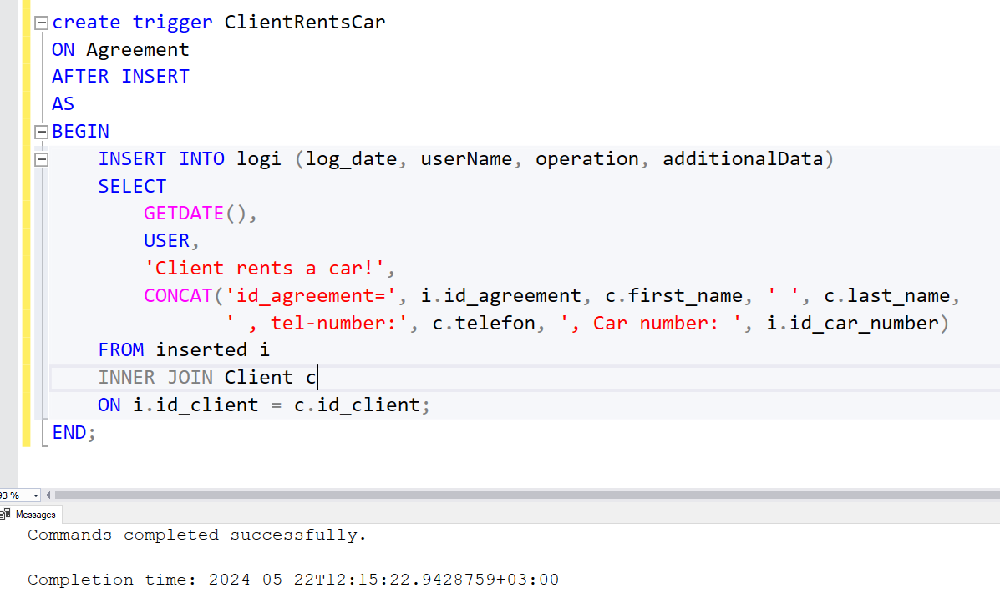 create trigger ClientRentsCar
ON Agreement
AFTER INSERT
AS
BEGIN
INSERT INTO logi (log_date, userName, operation, additionalData)
SELECT
GETDATE(),
USER,
'Client rents a car!',
CONCAT('id_agreement=', i.id_agreement, c.first_name, ' ', c.last_name,
' , tel-number:', c.telefon, ', Car number: ', i.id_car_number)
FROM inserted i
INNER JOIN Client c
ON i.id_client = c.id_client;
END;
93 %
Messages
Commands completed successfully.
Completion time: 2024-05-22T12:15:22.9428759+03:00